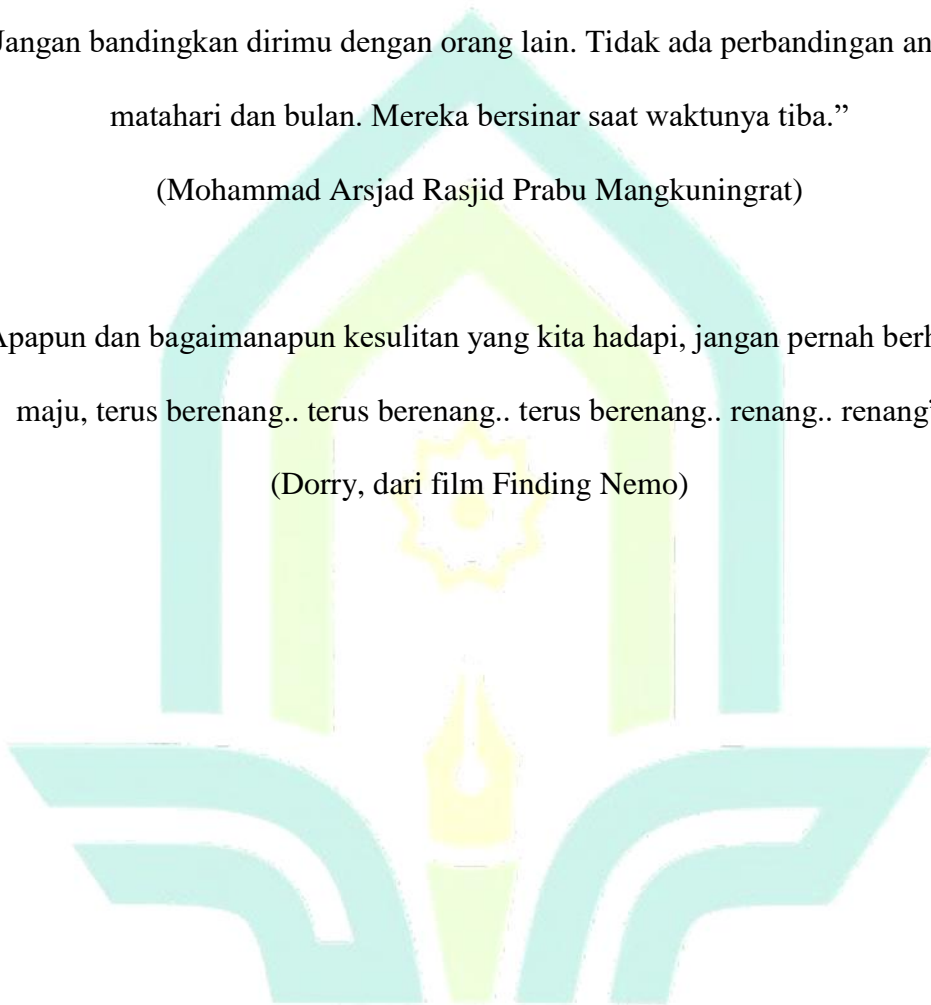 Jangan bandingkan dirimu dengan orang lain. Tidak ada perbandingan an
matahari dan bulan. Mereka bersinar saat waktunya tiba.”
(Mohammad Arsjad Rasjid Prabu Mangkuningrat)
Apapun dan bagaimanapun kesulitan yang kita hadapi, jangan pernah berh
maju, terus berenang.. terus berenang.. terus berenang.. renang.. renang”
(Dorry, dari film Finding Nemo)